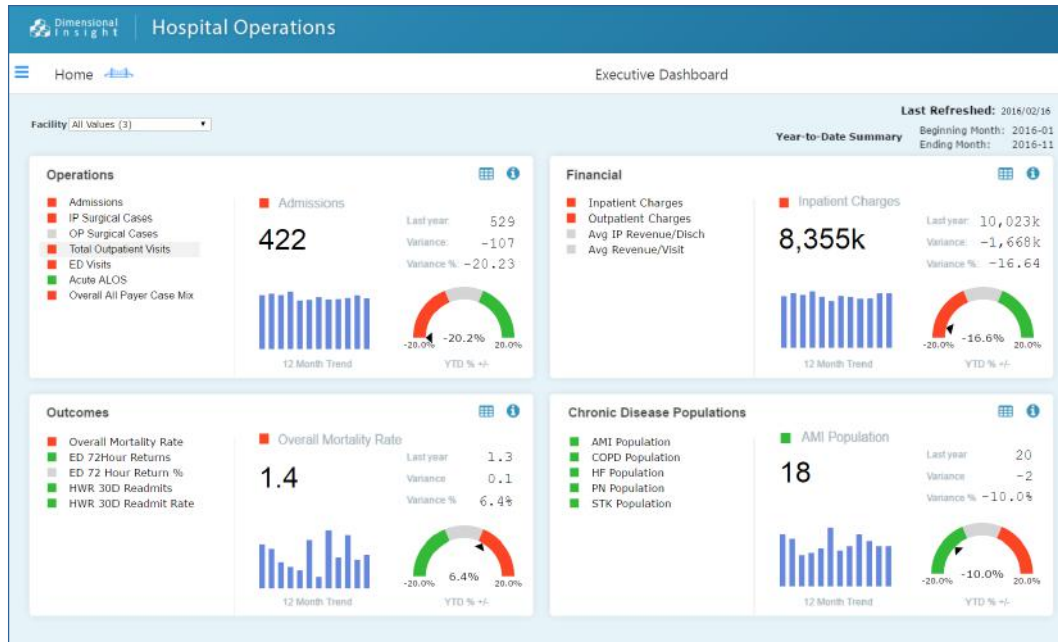 Dimensional
Insight
Hospital Operations
Home
Executive Dashboard
Last Refreshed: 2016/02/16
Facility All Values (3)
Year-to-Date Summary
Beginning Month: 2016-01
Ending Month: 2016-11
Operations
Admissions
IP Surgical Cases
OP Surgical Cases
Total Outpatient Visits
ED Visits
Acute ALOS
Overall All Payer Case Mix
Admissions
422
Last year: 529
Variance: -107
Variance %: -20.23
12 Month Trend
-20.0% -20.2% 20.0%
YTD % +/-
Financial
Inpatient Charges
Outpatient Charges
Avg IP Revenue/Disch
Avg Revenue/Visit
Inpatient Charges
8,355k
Last year: 10,023k
Variance: -1,668k
Variance %: -16.64
12 Month Trend
-20.0% -16.6% 20.0%
YTD % +/-
Outcomes
Overall Mortality Rate
ED 72Hour Returns
ED 72 Hour Return %
HWR 30D Readmits
HWR 30D Readmit Rate
Overall Mortality Rate
1.4
Last year 1.3
Variance 0.1
Variance % 6.4%
12 Month Trend
-20.0% 6.4% 20.0%
YTD % +/-
Chronic Disease Populations
AMI Population
COPD Population
HF Population
PN Population
STK Population
AMI Population
18
Last year 20
Variance -2
Variance % -10.0%
12 Month Trend
-20.0% -10.0% 20.0%
YTD % +/-